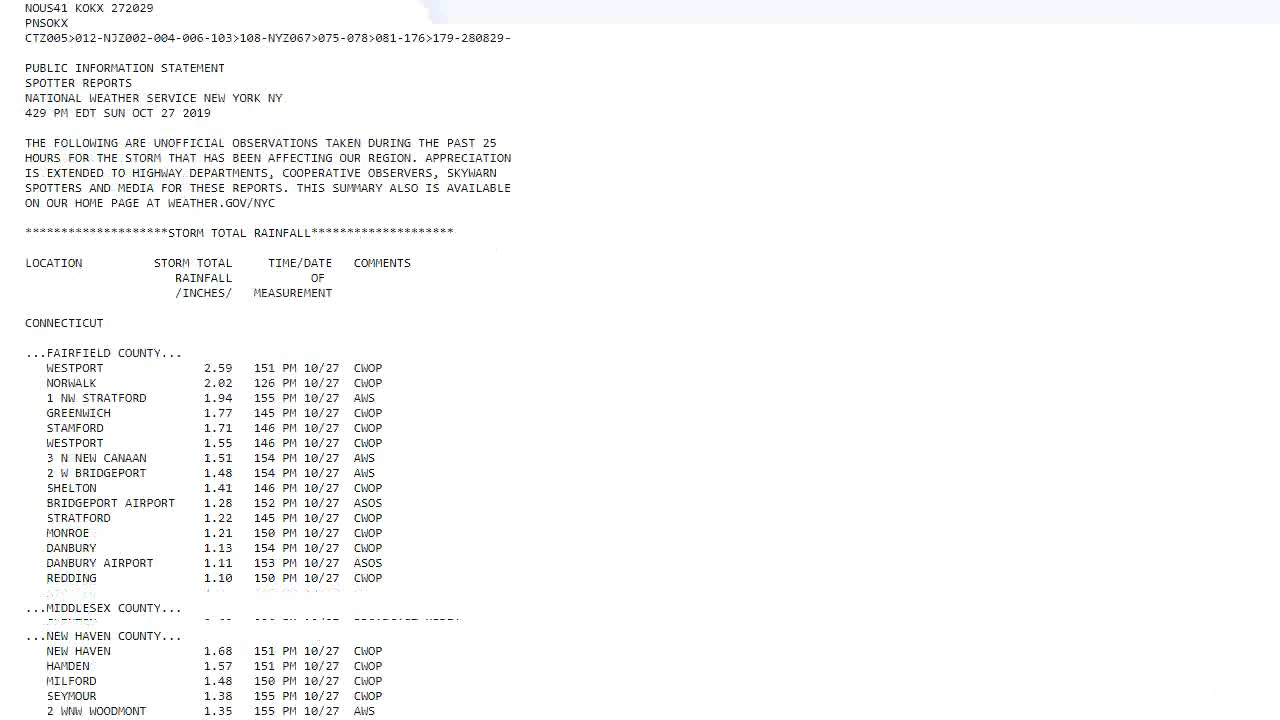 NOUS41 KOKX 272029
PNSOKX
CTZ005>012-NJZ002-004-006-103>108-NYZ067>075-078>081-176>179-280829-
PUBLIC INFORMATION STATEMENT
SPOTTER REPORTS
NATIONAL WEATHER SERVICE NEW YORK NY
429 PM EDT SUN OCT 27 2019
THE FOLLOWING ARE UNOFFICIAL OBSERVATIONS TAKEN DURING THE PAST 25
HOURS FOR THE STORM THAT HAS BEEN AFFECTING OUR REGION. APPRECIATION
IS EXTENDED TO HIGHWAY DEPARTMENTS, COOPERATIVE OBSERVERS, SKYWARN
SPOTTERS AND MEDIA FOR THESE REPORTS. THIS SUMMARY ALSO IS AVAILABLE
ON OUR HOME PAGE AT WEATHER.GOV/NYC
********************STORM TOTAL RAINFALL********************
LOCATION STORM TOTAL TIME/DATE COMMENTS
RAINFALL OF
/INCHES/ MEASUREMENT
CONNECTICUT
...FAIRFIELD COUNTY...
WESTPORT 2.59 151 PM 10/27 CWOP
NORWALK 2.02 126 PM 10/27 CWOP
1 NW STRATFORD 1.94 155 PM 10/27 AWS
GREENWICH 1.77 145 PM 10/27 CWOP
STAMFORD 1.71 146 PM 10/27 CWOP
WESTPORT 1.55 146 PM 10/27 CWOP
3 N NEW CANAAN 1.51 154 PM 10/27 AWS
2 W BRIDGEPORT 1.48 154 PM 10/27 AWS
SHELTON 1.41 146 PM 10/27 CWOP
BRIDGEPORT AIRPORT 1.28 152 PM 10/27 ASOS
STRATFORD 1.22 145 PM 10/27 CWOP
MONROE 1.21 150 PM 10/27 CWOP
DANBURY 1.13 154 PM 10/27 CWOP
DANBURY AIRPORT 1.11 153 PM 10/27 ASOS
REDDING 1.10 150 PM 10/27 CWOP
...MIDDLESEX COUNTY...
...NEW HAVEN COUNTY...
NEW HAVEN 1.68 151 PM 10/27 CWOP
HAMDEN 1.57 151 PM 10/27 CWOP
MILFORD 1.48 150 PM 10/27 CWOP
SEYMOUR 1.38 155 PM 10/27 CWOP
2 WNW WOODMONT 1.35 155 PM 10/27 AWS